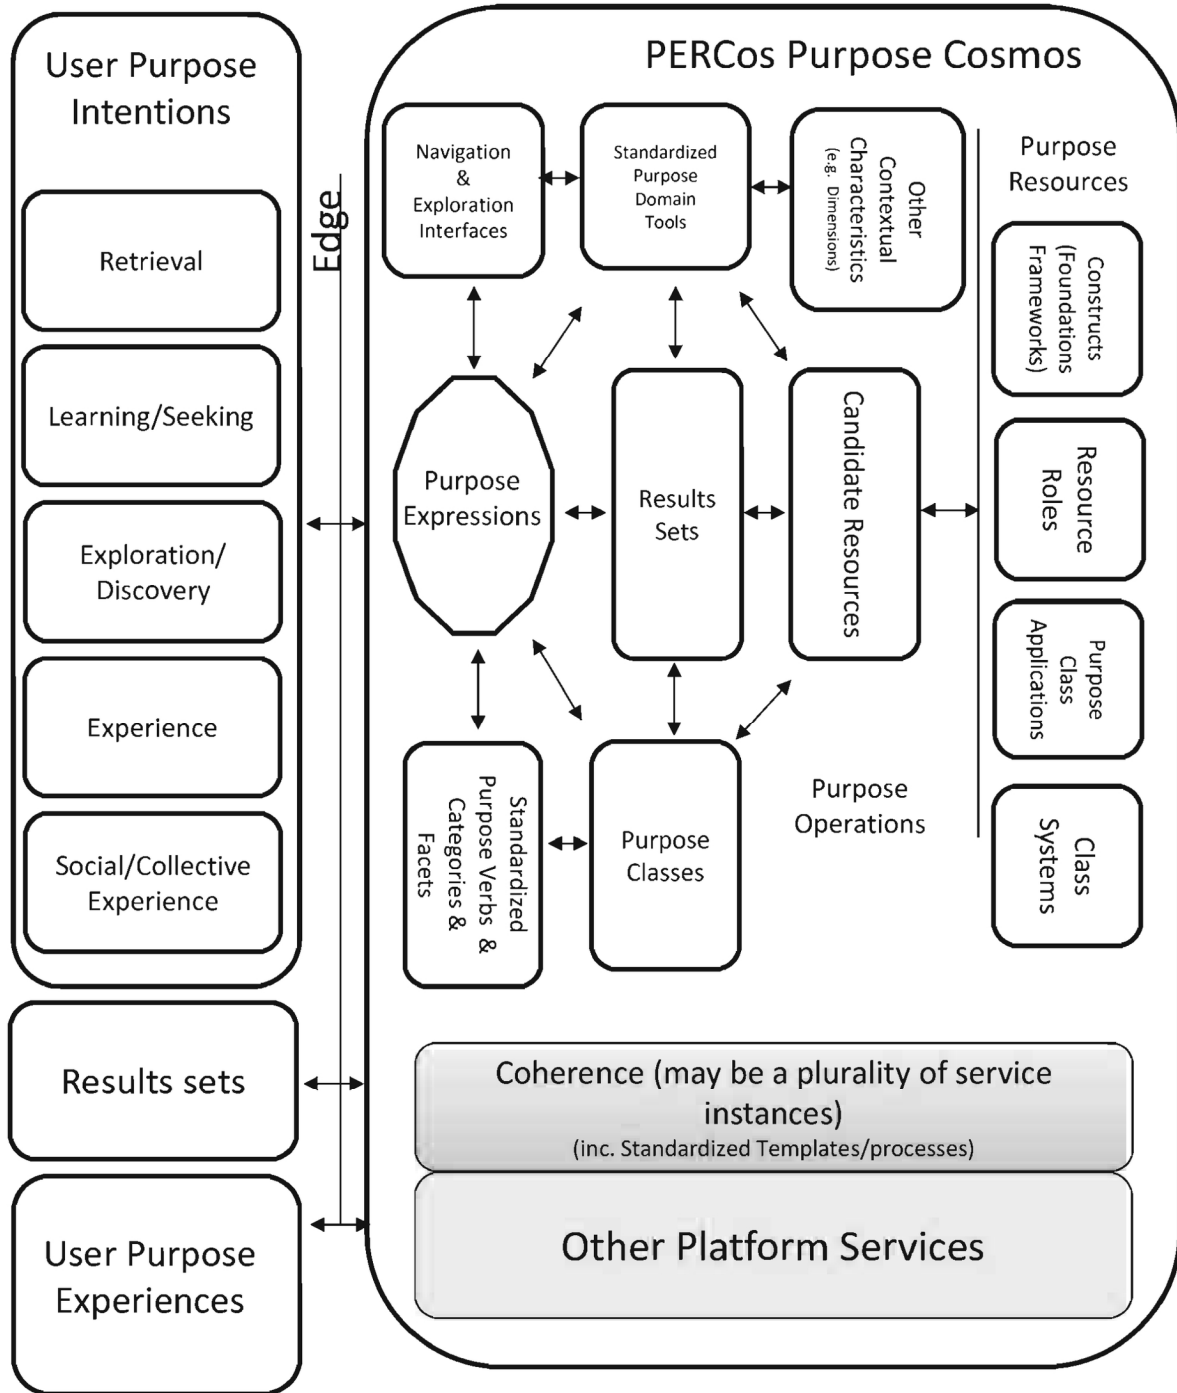 User Purpose
Intentions
Retrieval
Learning/Seeking
Exploration/
Discovery
Experience
Social/Collective
Experience
Results sets
User Purpose
Experiences
Edge
PERCos Purpose Cosmos
Navigation
&
Exploration
Interfaces
Standardized
Purpose
Domain
Tools
Other
Contextual
Characteristics
(e.g. Dimensions)
Purpose
Expressions
Results
Sets
Candidate Resources
Standardized
Purpose Verbs &
Categories &
Facets
Purpose
Classes
Purpose
Operations
Purpose
Resources
Constructs
(Foundations
Frameworks)
Resource
Roles
Purpose
Class
Applications
Class
Systems
Coherence (may be a plurality of service
instances)
(inc. Standardized Templates/processes)
Other Platform Services